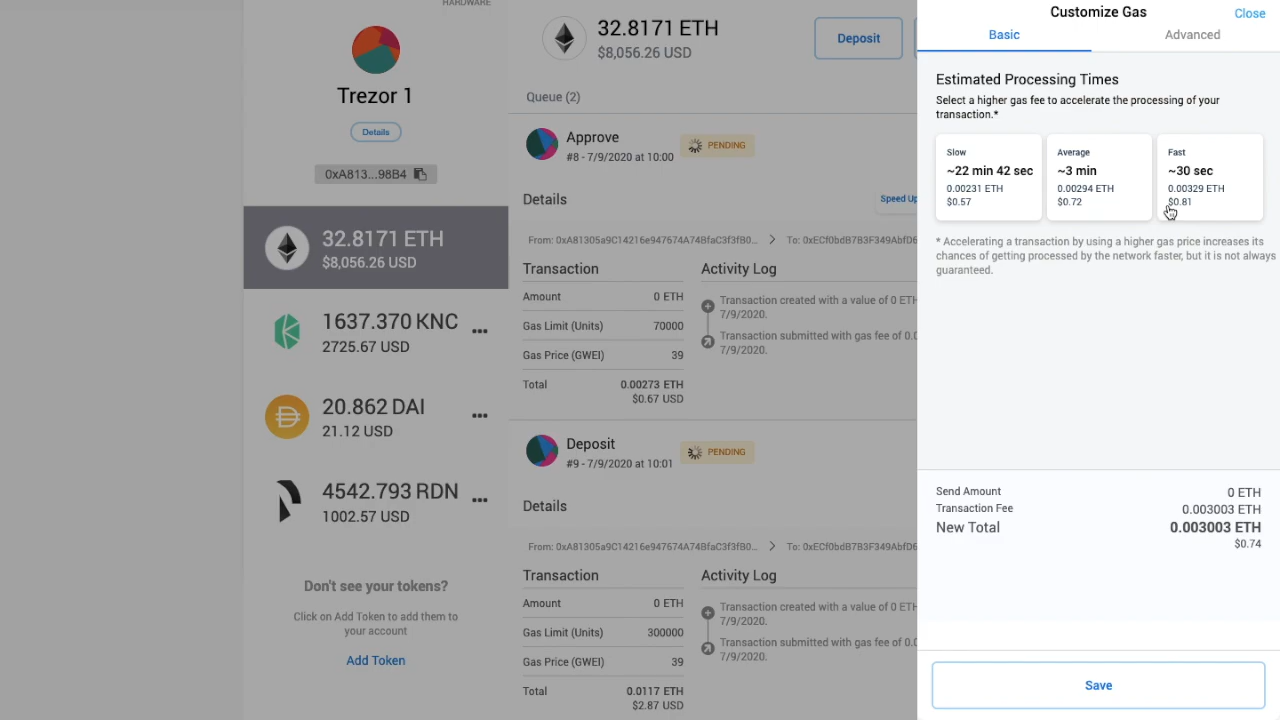 HARDWARE
Trezor 1
Details
0xA813...98B4
32.8171 ETH
$8,056.26 USD
1637.370 KNC
2725.67 USD
20.862 DAI
21.12 USD
4542.793 RDN
1002.57 USD
Don't see your tokens?
Click on Add Token to add them to
your account
Add Token
32.8171 ETH
$8,056.26 USD
Deposit
Queue (2)
Approve
#8 - 7/9/2020 at 10:00
PENDING
Details
Speed Up
From: 0xA81305a9C14216e947674A74BfaC3f3fB0...
To: 0xECf0bdB7B3F349AbfD6
Transaction
Amount 0 ETH
Gas Limit (Units) 70000
Gas Price (GWEI) 39
Total 0.00273 ETH
$0.67 USD
Activity Log
Transaction created with a value of 0 ETH
7/9/2020.
Transaction submitted with gas fee of 0.0
7/9/2020.
Deposit
#9 - 7/9/2020 at 10:01
PENDING
Details
From: 0xA81305a9C14216e947674A74BfaC3f3fB0...
To: 0xECf0bdB7B3F349AbfD6
Transaction
Amount 0 ETH
Gas Limit (Units) 300000
Gas Price (GWEI) 39
Total 0.0117 ETH
$2.87 USD
Activity Log
Transaction created with a value of 0 ETH
7/9/2020.
Transaction submitted with gas fee of 0.0
7/9/2020.
Customize Gas
Close
Basic
Advanced
Estimated Processing Times
Select a higher gas fee to accelerate the processing of your
transaction.*
Slow
~22 min 42 sec
0.00231 ETH
$0.57
Average
~3 min
0.00294 ETH
$0.72
Fast
~30 sec
0.00329 ETH
$0.81
* Accelerating a transaction by using a higher gas price increases its
chances of getting processed by the network faster, but it is not always
guaranteed.
Send Amount 0 ETH
Transaction Fee 0.003003 ETH
New Total 0.003003 ETH
$0.74
Save